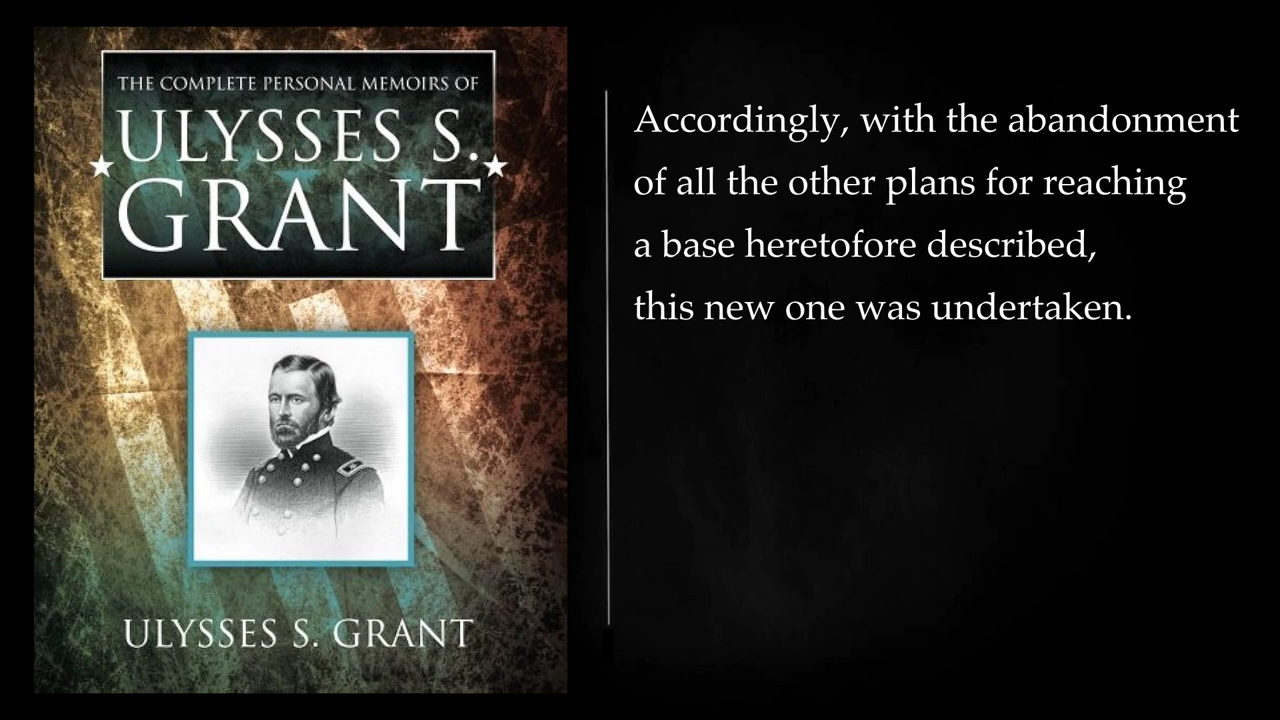 THE COMPLETE PERSONAL MEMOIRS OF
ULYSSES S.
GRANT
ULYSSES S. GRANT
Accordingly, with the abandonment
of all the other plans for reaching
a base heretofore described,
this new one was undertaken.